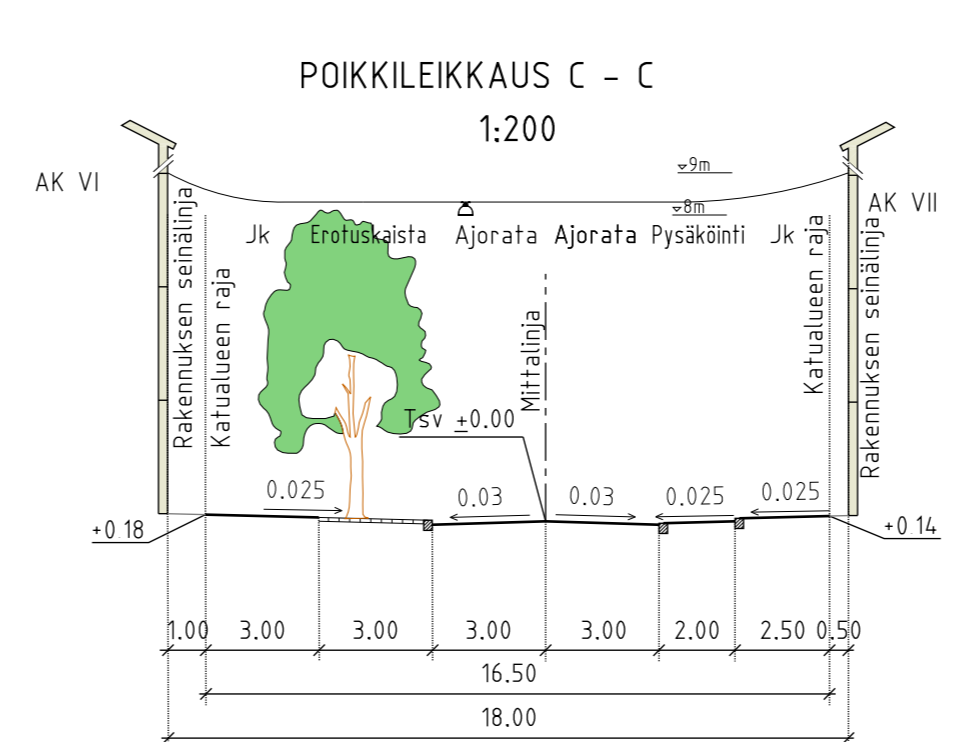 POIKKILEIKKAUS C - C
1:200
9m
AK VI
8m
AK VII
Jk Erotuskaista Ajorata Ajorata Pysäköinti Jk
Rakennuksen seinälinja
Katualueen raja
Mittalinja
Katualueen raja
Rakennuksen seinälinja
Tsv ±0.00
0.025 0.03 0.03 0.025 0.025
+0.18 +0.14
1.00 3.00 3.00 3.00 3.00 2.00 2.50 0.50
16.50
18.00